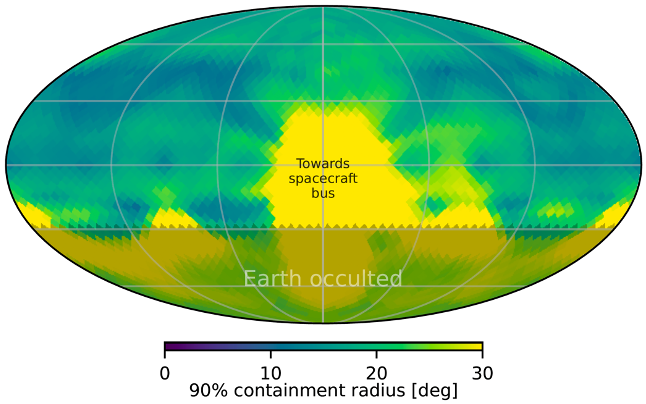 Towards
spacecraft
bus
Earth occulted
0 10 20 30
90% containment radius [deg]